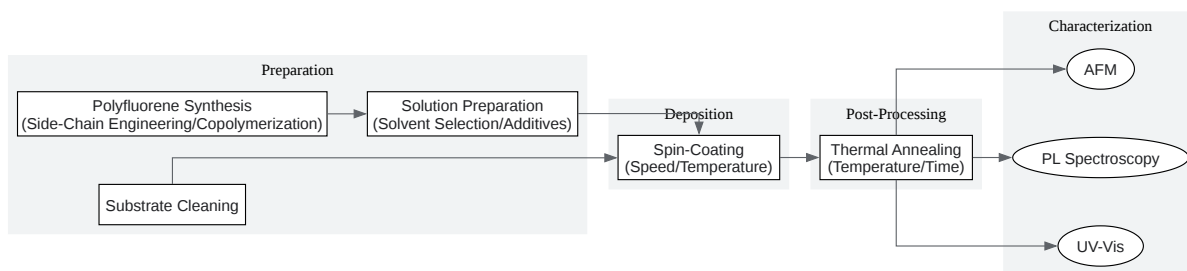 Preparation
Polyfluorene Synthesis
(Side-Chain Engineering/Copolymerization)
Solution Preparation
(Solvent Selection/Additives)
Substrate Cleaning
Deposition
Spin-Coating
(Speed/Temperature)
Post-Processing
Thermal Annealing
(Temperature/Time)
Characterization
AFM
PL Spectroscopy
UV-Vis